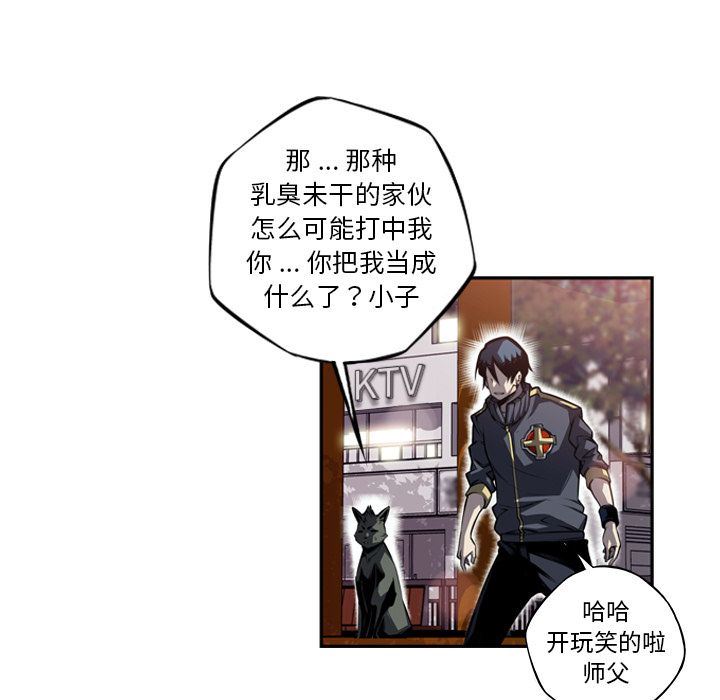 那 ... 那种
乳臭未干的家伙
怎么可能打中我
你 ... 你把我当成
什么了？小子
KTV
哈哈
开玩笑的啦
师父